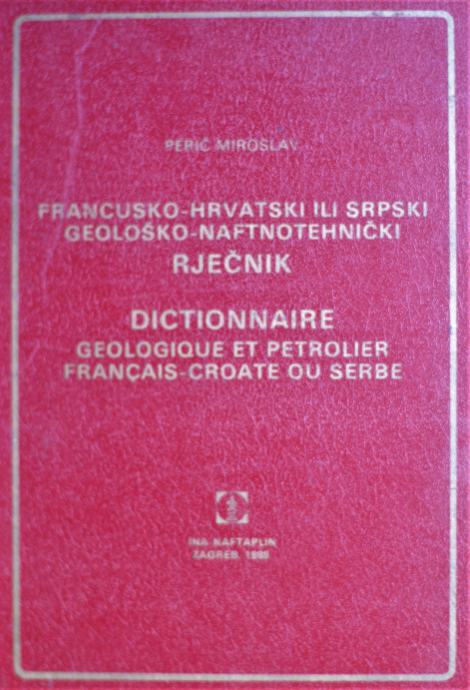 PERIĆ MIROSLAV
FRANCUSKO-HRVATSKI ILI SRPSKI
GEOLOŠKO-NAFTNOTEHNIČKI
RJEČNIK
DICTIONNAIRE
GEOLOGIQUE ET PETROLIER
FRANÇAIS-CROATE OU SERBE
INA NAFTAPLIN
ZAGREB,